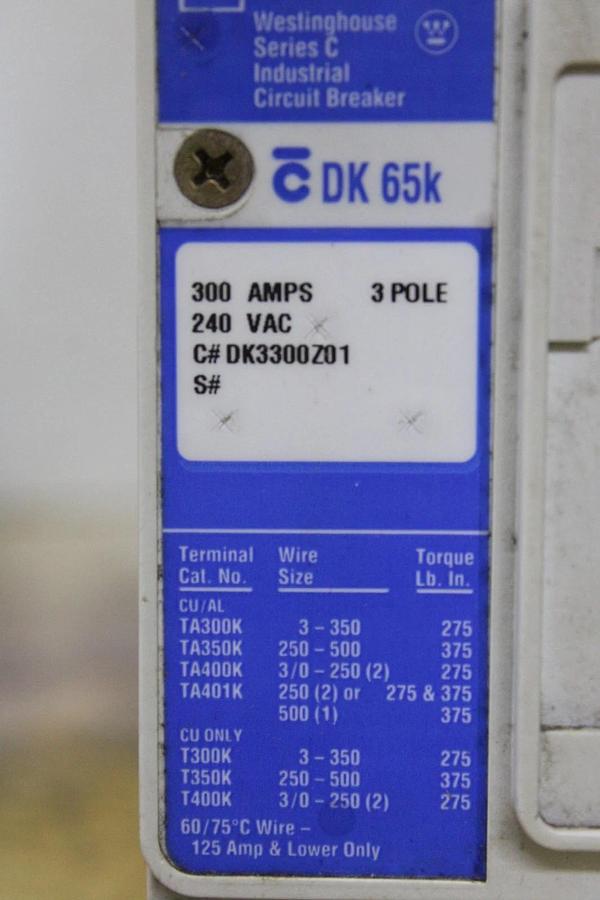 Westinghouse
Series C
Industrial
Circuit Breaker
C DK 65k
300 AMPS 3 POLE
240 VAC
C# DK3300Z01
S#
Terminal Wire Torque
Cat. No. Size Lb. In.
CU/AL
TA300K 3 – 350 275
TA350K 250 – 500 375
TA400K 3/0 – 250 (2) 275
TA401K 250 (2) or 275 & 375
500 (1) 375
CU ONLY
T300K 3 – 350 275
T350K 250 – 500 375
T400K 3/0 – 250 (2) 275
60/75°C Wire –
125 Amp & Lower Only